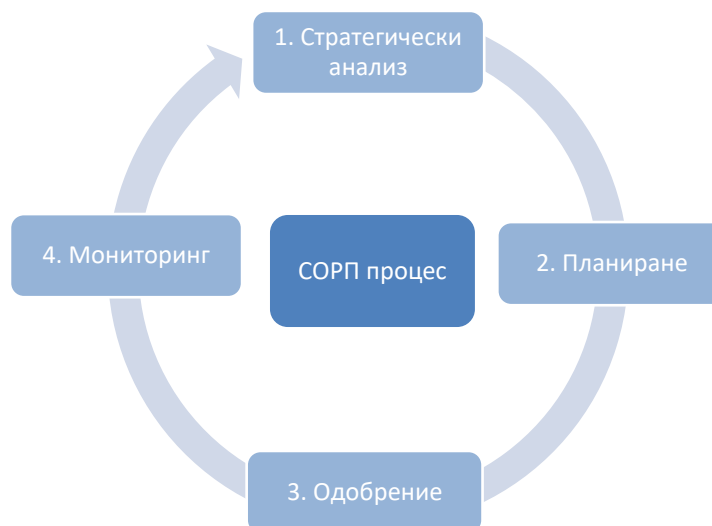 1. Стратегически
анализ
4. Мониторинг
СОРП процес
2. Планиране
3. Одобрение